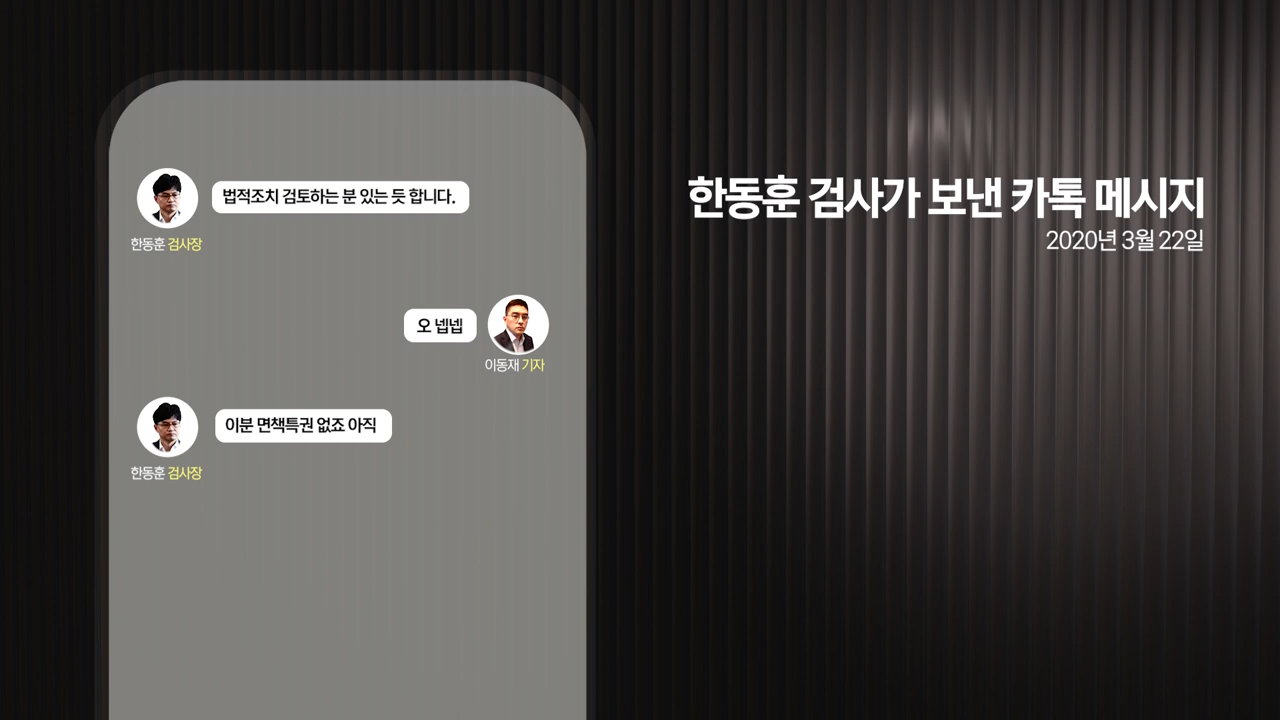 한동훈 검사가 보낸 카톡 메시지
2020년 3월 22일
법적조치 검토하는 분 있는 듯 합니다.
한동훈 검사장
오 넵넵
이동재 기자
이분 면책특권 없죠 아직
한동훈 검사장